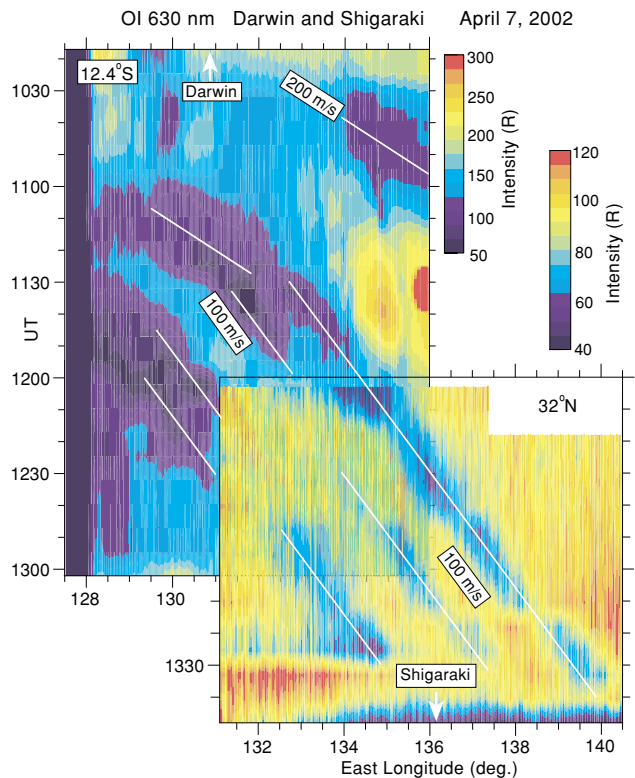 OI 630 nm Darwin and Shigaraki April 7, 2002
12.4°S
Darwin
200 m/s
1030
1100
1130
1200
1230
1300
1330
UT
100 m/s
100 m/s
300
250
200
150
100
50
Intensity (R)
120
100
80
60
40
Intensity (R)
32°N
Shigaraki
128
130
132
134
136
138
140
East Longitude (deg.)